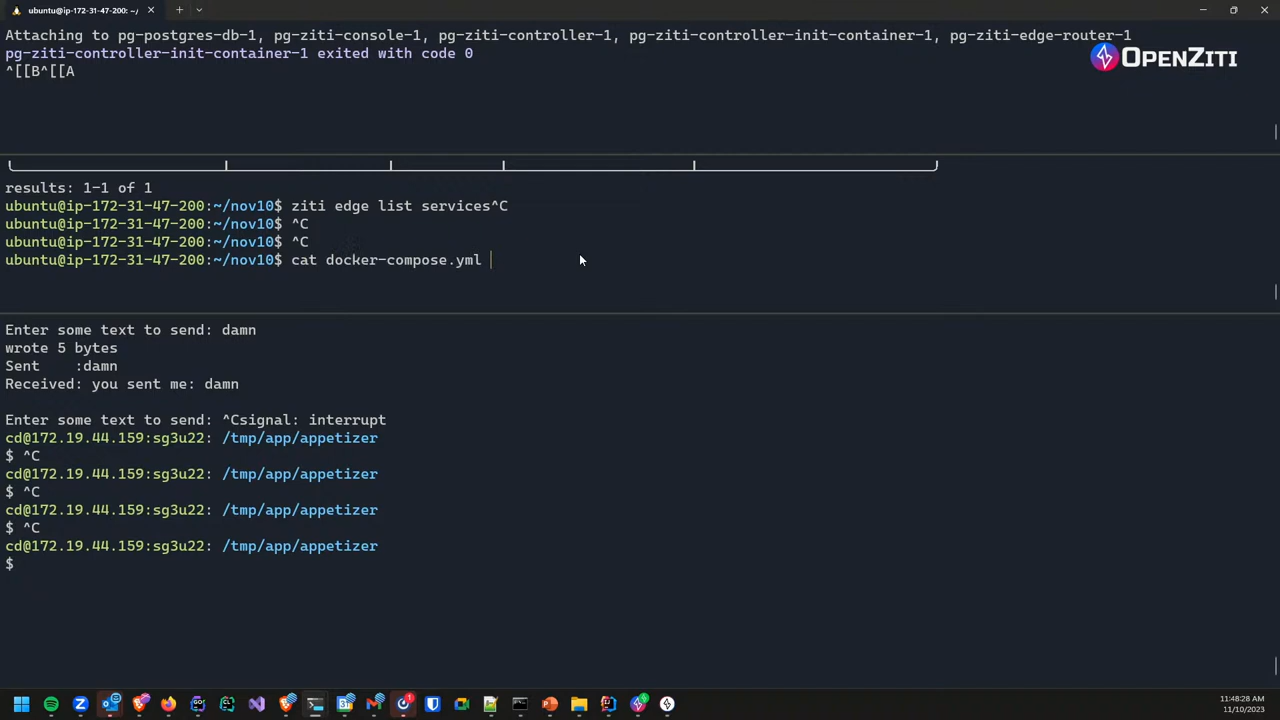 ubuntu@ip-172-31-47-200: ~/
Attaching to pg-postgres-db-1, pg-ziti-console-1, pg-ziti-controller-1, pg-ziti-controller-init-container-1, pg-ziti-edge-router-1
pg-ziti-controller-init-container-1 exited with code 0
^[[B^[[A
OPENZITI
results: 1-1 of 1
ubuntu@ip-172-31-47-200:~/nov10$ ziti edge list services^C
ubuntu@ip-172-31-47-200:~/nov10$ ^C
ubuntu@ip-172-31-47-200:~/nov10$ ^C
ubuntu@ip-172-31-47-200:~/nov10$ cat docker-compose.yml
Enter some text to send: damn
wrote 5 bytes
Sent    :damn
Received: you sent me: damn
Enter some text to send: ^Csignal: interrupt
cd@172.19.44.159:sg3u22: /tmp/app/appetizer
$ ^C
cd@172.19.44.159:sg3u22: /tmp/app/appetizer
$ ^C
cd@172.19.44.159:sg3u22: /tmp/app/appetizer
$ ^C
cd@172.19.44.159:sg3u22: /tmp/app/appetizer
$
11:48:28 AM
11/10/2023